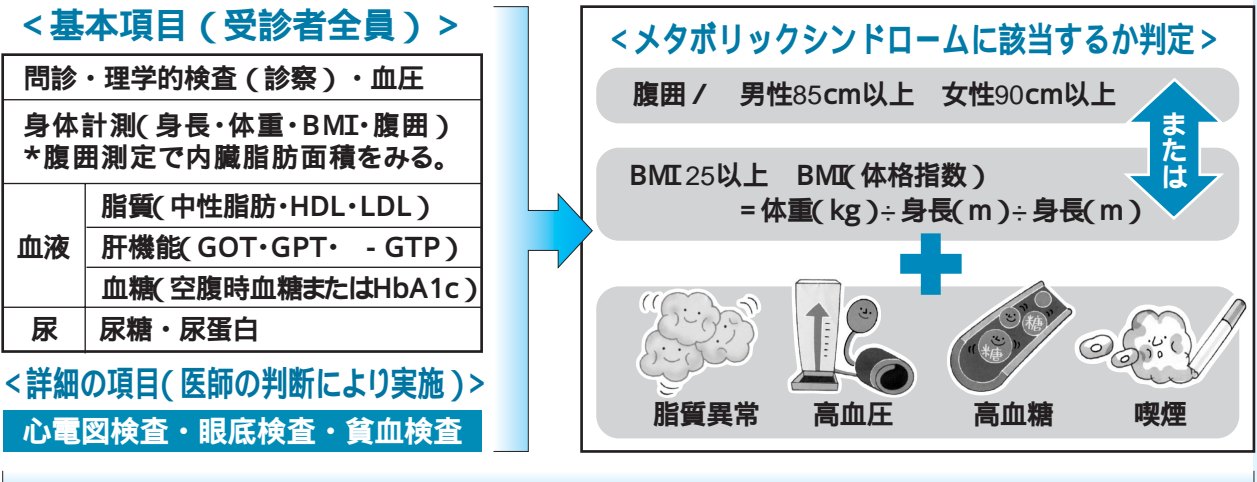 <基本項目(受診者全員)>
問診・理学的検査(診察)・血圧
身体計測(身長・体重・BMI・腹囲)
*腹囲測定で内臓脂肪面積をみる。
血液
脂質(中性脂肪・HDL・LDL)
肝機能(GOT・GPT・ - GTP)
血糖(空腹時血糖またはHbA1c)
尿
尿糖・尿蛋白
<詳細の項目(医師の判断により実施)>
心電図検査・眼底検査・貧血検査
<メタボリックシンドロームに該当するか判定>
腹囲/ 男性85cm以上 女性90cm以上
または
BMI 25以上 BMI(体格指数)
=体重(kg)÷身長(m)÷身長(m)
糖
糖
脂質異常
高血圧
高血糖
喫煙